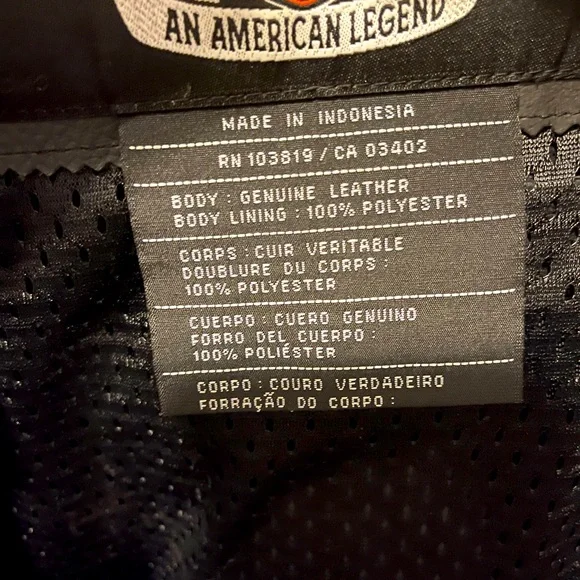 AN AMERICAN LEGEND
MADE IN INDONESIA
RN 103819 / CA 03402
BODY : GENUINE LEATHER
BODY LINING : 100% POLYESTER
CORPS : CUIR VERITABLE
DOUBLURE DU CORPS :
100% POLYESTER
CUERPO : CUERO GENUINO
FORRO DEL CUERPO :
100% POLIÉSTER
CORPO : COURO VERDADEIRO
FORRAÇÃO DO CORPO :